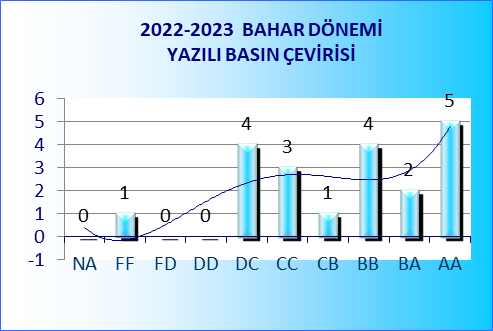 2022-2023 BAHAR DÖNEMİ
YAZILI BASIN ÇEVİRİSİ
6
5
4
3
2
1
0
-1
0 1 0 0 4 3 1 4 2 5
NA FF FD DD DC CC CB BB BA AA